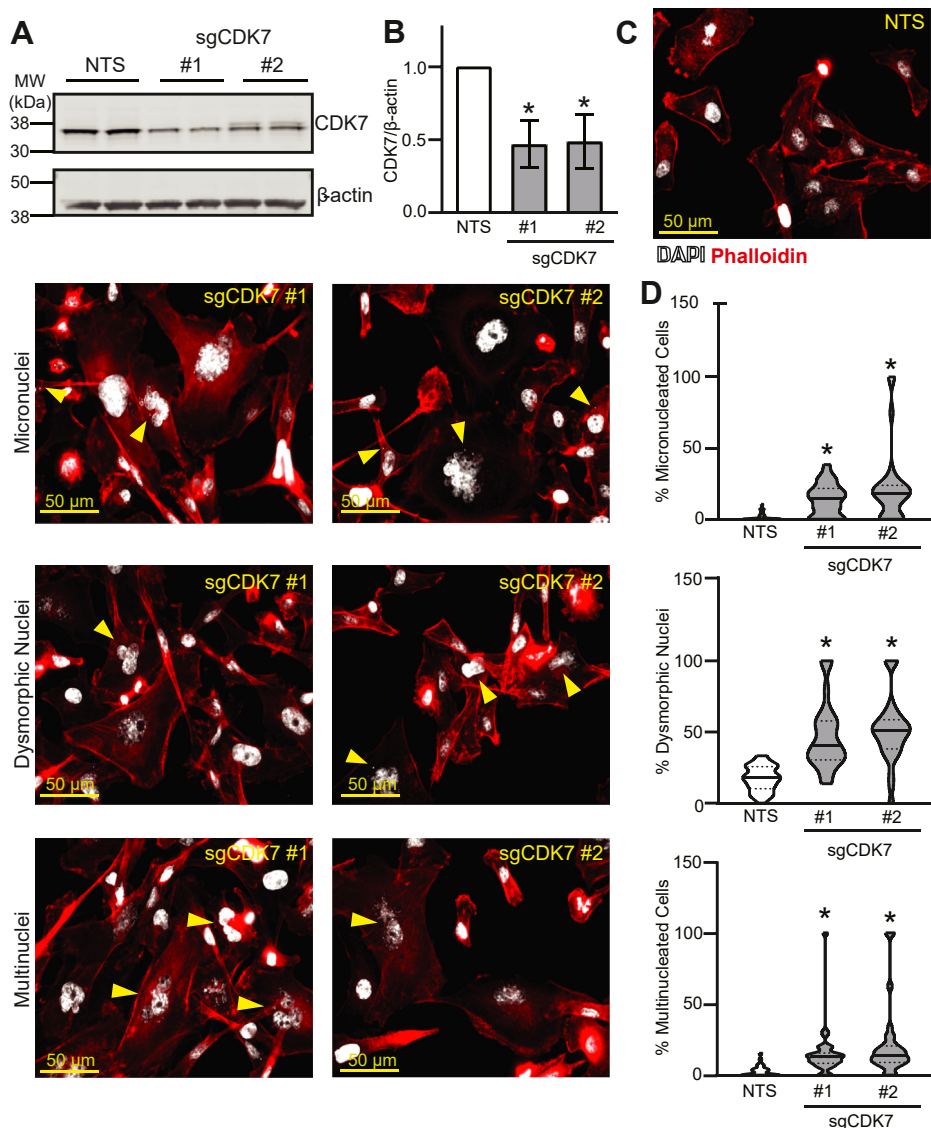 A
sgCDK7
NTS #1 #2
MW
(kDa)
38
30
CDK7
50
38
β-actin
B
CDK7/β-actin
1.0
0.5
0.0
* *
NTS #1 #2
sgCDK7
C
NTS
50 µm
DAPI Phalloidin
Micronuclei
sgCDK7 #1
50 µm
sgCDK7 #2
50 µm
Dysmorphic Nuclei
sgCDK7 #1
50 µm
sgCDK7 #2
50 µm
Multinuclei
sgCDK7 #1
50 µm
sgCDK7 #2
50 µm
D
% Micronucleated Cells
150
100
50
0
* *
NTS #1 #2
sgCDK7
% Dysmorphic Nuclei
150
100
50
0
* *
NTS #1 #2
sgCDK7
% Multinucleated Cells
150
100
50
0
* *
NTS #1 #2
sgCDK7